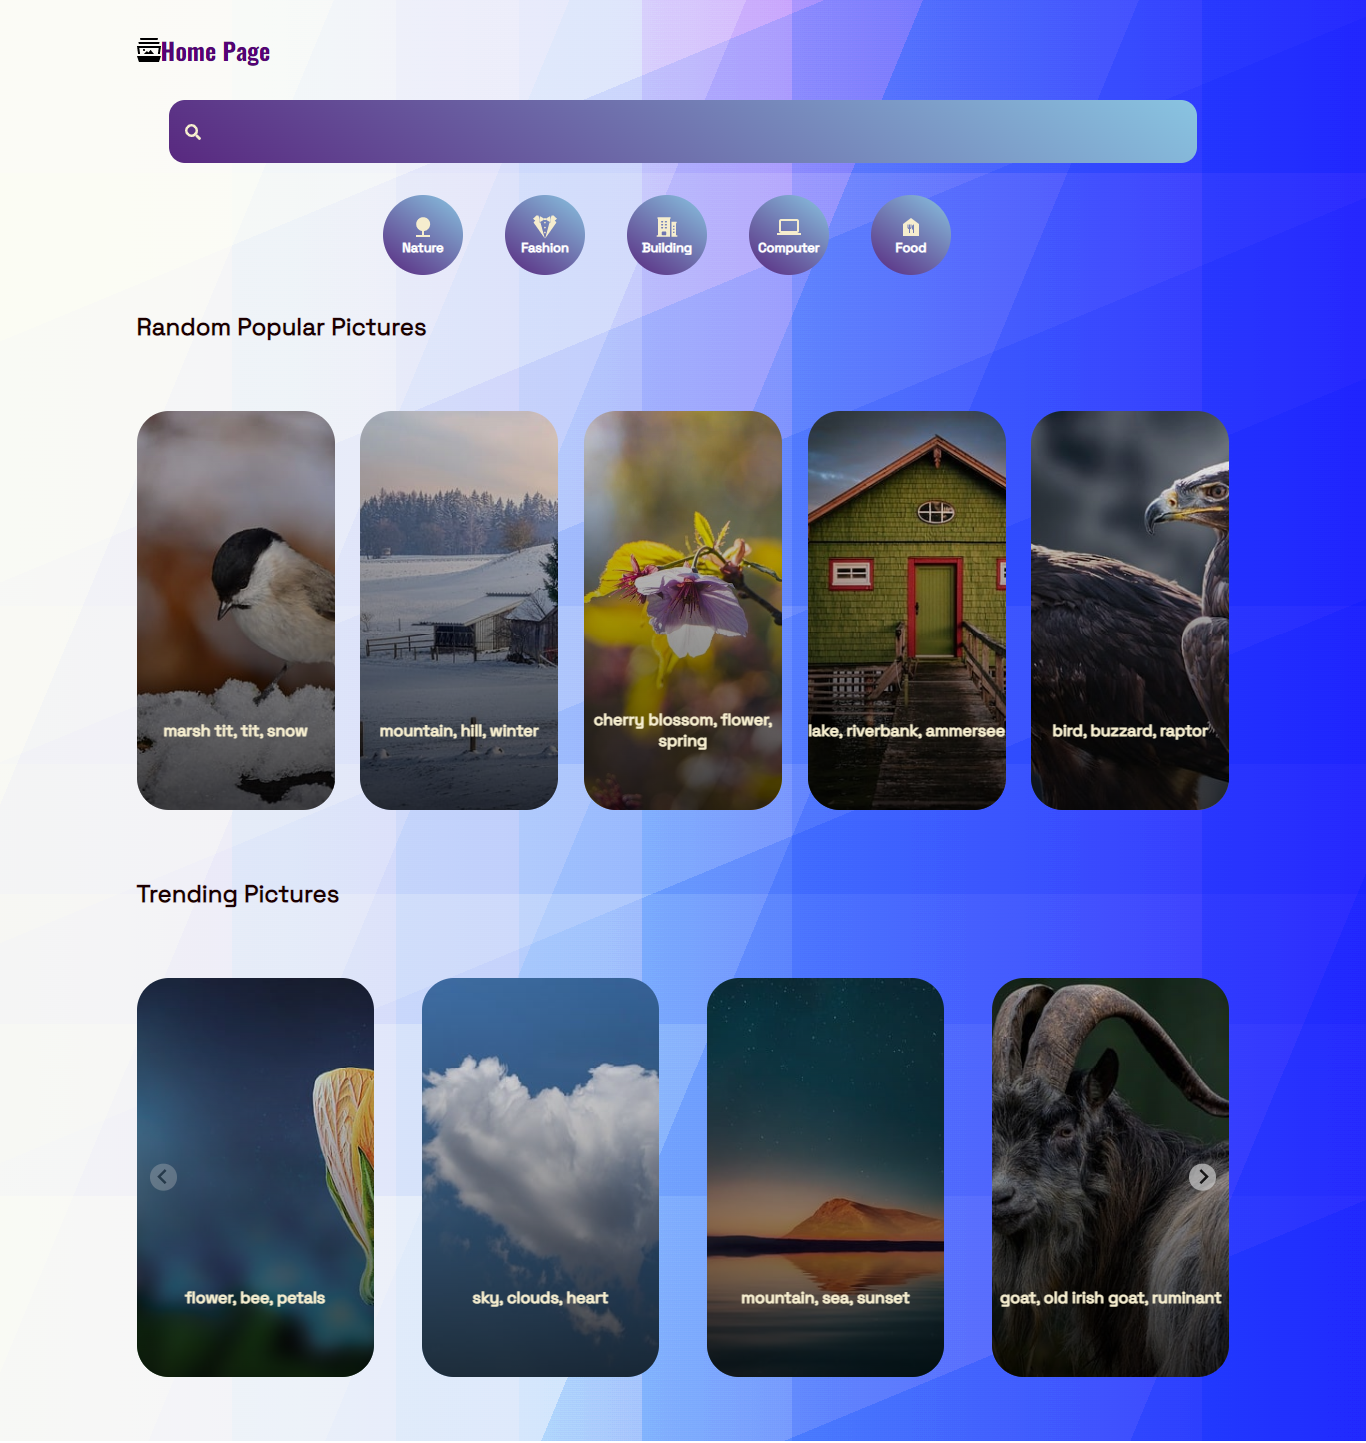 Home Page
Nature
Fashion
Building
Computer
Food
Random Popular Pictures
marsh tit, tit, snow
mountain, hill, winter
cherry blossom, flower,
spring
lake, riverbank, ammersee
bird, buzzard, raptor
Trending Pictures
flower, bee, petals
sky, clouds, heart
mountain, sea, sunset
goat, old irish goat, ruminant